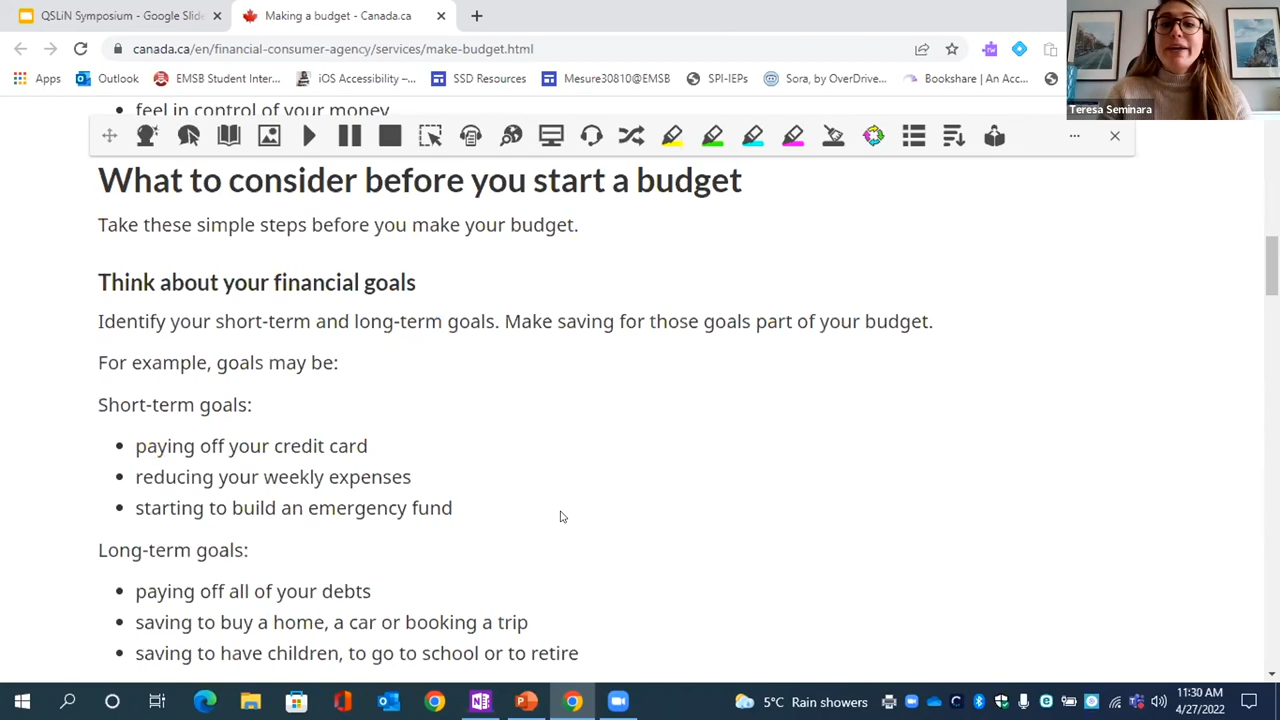 QSLiN Symposium - Google Slide
Making a budget - Canada.ca
canada.ca/en/financial-consumer-agency/services/make-budget.html
Apps
Outlook
EMSB Student Inter...
iOS Accessibility –...
SSD Resources
Mesure30810@EMSB
SPI-IEPs
Sora, by OverDrive...
Bookshare | An Acc...
Teresa Seminara
feel in control of your money
What to consider before you start a budget
Take these simple steps before you make your budget.
Think about your financial goals
Identify your short-term and long-term goals. Make saving for those goals part of your budget.
For example, goals may be:
Short-term goals:
• paying off your credit card
• reducing your weekly expenses
• starting to build an emergency fund
Long-term goals:
• paying off all of your debts
• saving to buy a home, a car or booking a trip
• saving to have children, to go to school or to retire
5°C Rain showers
11:30 AM
4/27/2022